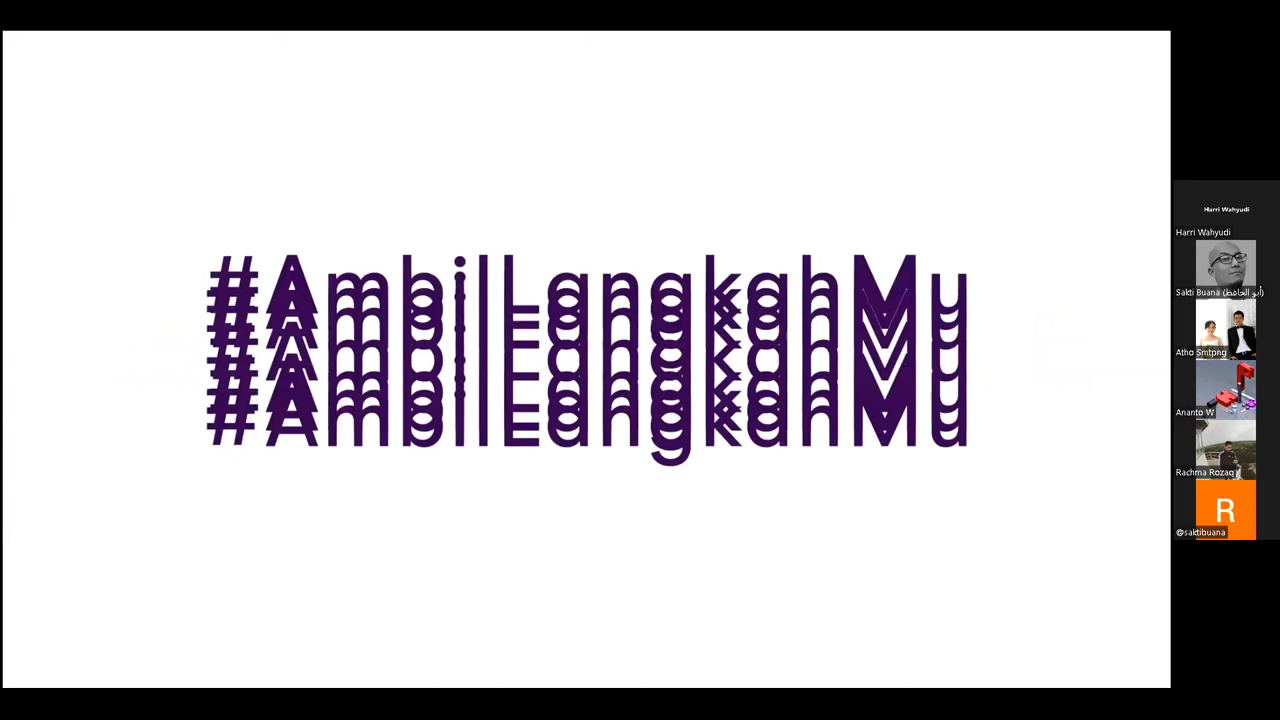 #AmbilLangkahMu
Harri Wahyudi
Harri Wahyudi
Sakti Buana (أبو الحافظ)
Atho Smtpng
Ananto W
Rachma Rozaq
R
@saktibuana